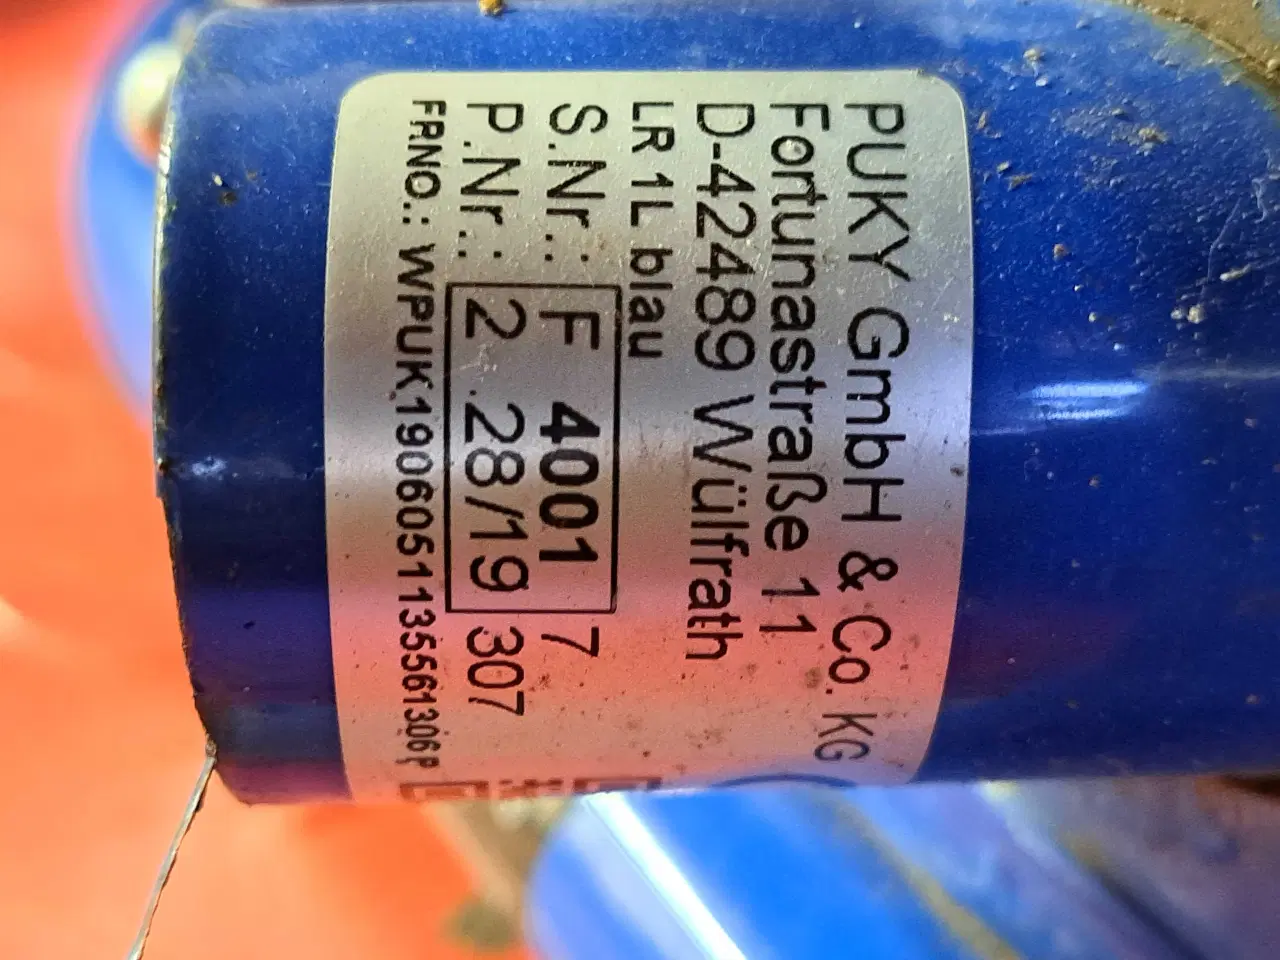 PUKY GmbH & Co. KG
Fortunastraße 11
D-42489 Wülfrath
LR 1L blau
S.Nr.: F 4001 7
P.Nr.: 2.28/19 307
FRNO.: WPUK1906051135561306P